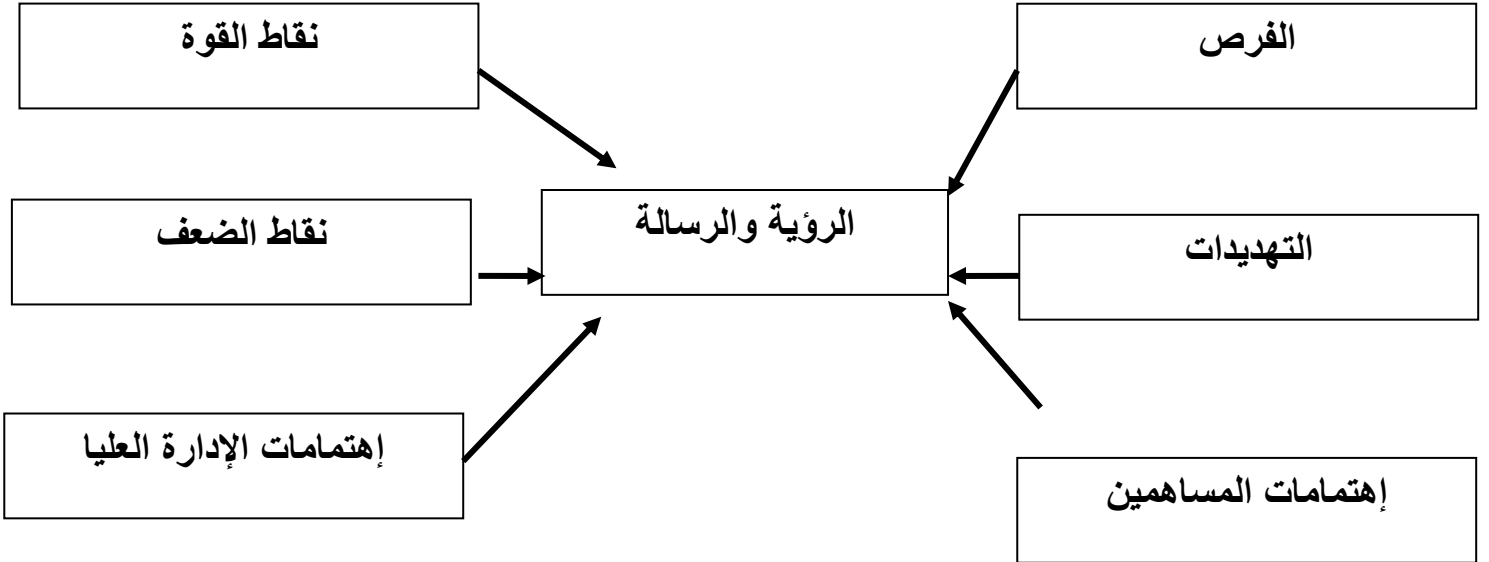 الفرص
نقاط القوة
الرؤية والرسالة
التهديدات
نقاط الضعف
إهتمامات المساهمين
إهتمامات الإدارة العليا